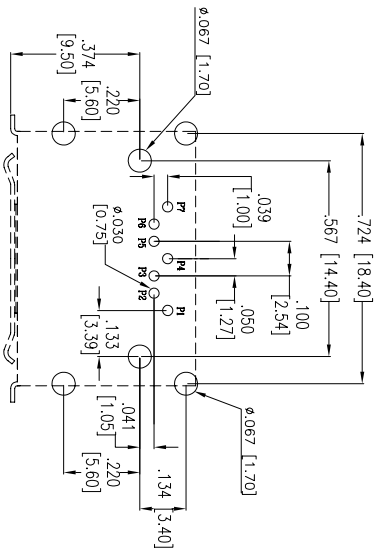 ø.067 [1.70]
.374
[9.50]
.220
[5.60]
.724 [18.40]
.567 [14.40]
.039
[1.00]
.100
[2.54]
.050
[1.27]
P7
P6
P5
P4
P3
P2
P1
ø.030
[0.75]
.133
[3.39]
.041
[1.05]
.220
[5.60]
.134 [3.40]
ø.067 [1.70]